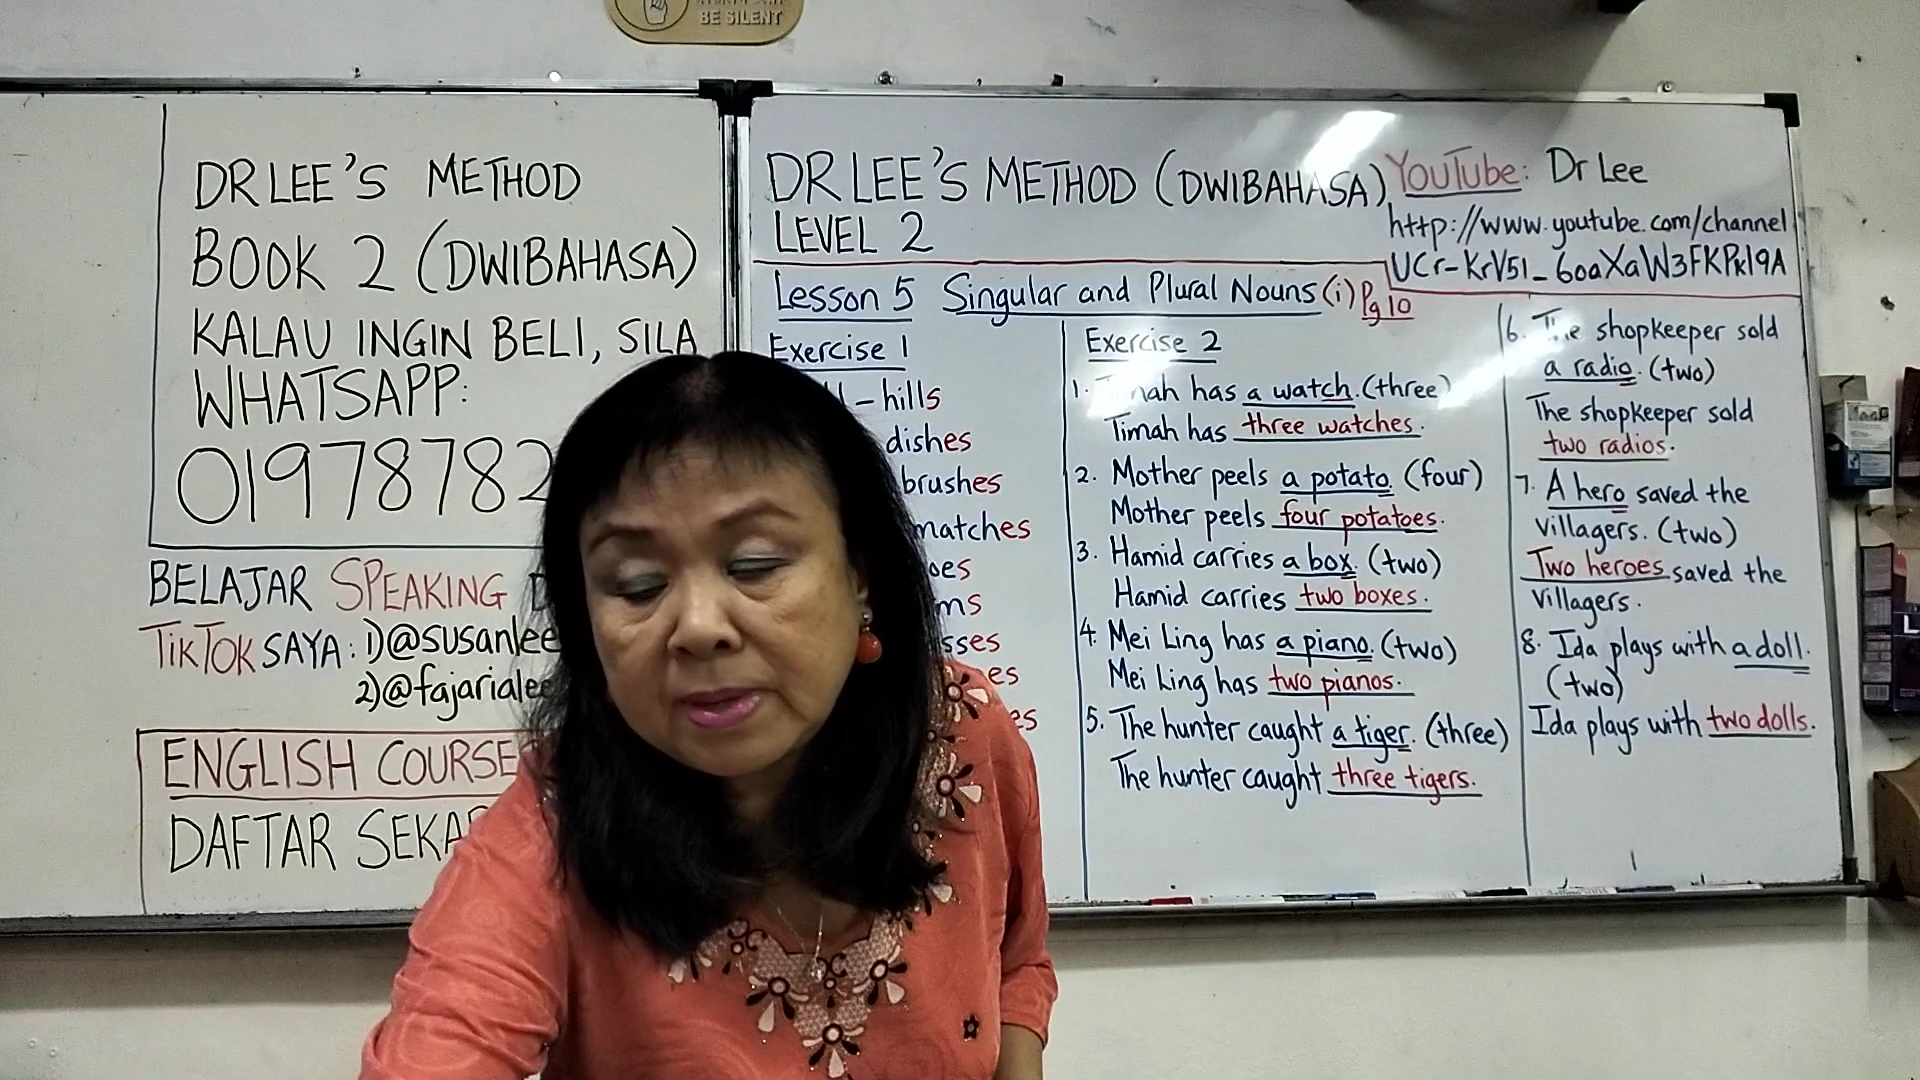 BE SILENT
DR LEE'S METHOD
BOOK 2 (DWIBAHASA)
KALAU INGIN BELI, SILA
WHATSAPP:
01978782
BELAJAR SPEAKING
TIKTOK SAYA: 1) @susanlee
2) @fajarialee
ENGLISH COURSE
DAFTAR
DR LEE'S METHOD (DWIBAHASA)
LEVEL 2
YouTube: Dr Lee
http://www.youtube.com/channel
UCr-KrV51_6oaXaW3FKPkl9A
Lesson 5 Singular and Plural Nouns (i) Pg 10
Exercise 1
- hills
dishes
brushes
matches
Exercise 2
1. has a watch. (three)
Timah has three watches.
2. Mother peels a potato. (four)
Mother peels four potatoes.
3. Hamid carries a box. (two)
Hamid carries two boxes.
4. Mei Ling has a piano. (two)
Mei Ling has two pianos.
5. The hunter caught a tiger. (three)
The hunter caught three tigers.
6. The shopkeeper sold
a radio. (two)
The shopkeeper sold
two radios.
7. A hero saved the
villagers. (two)
Two heroes saved the
villagers.
8. Ida plays with a doll.
(two)
Ida plays with two dolls.